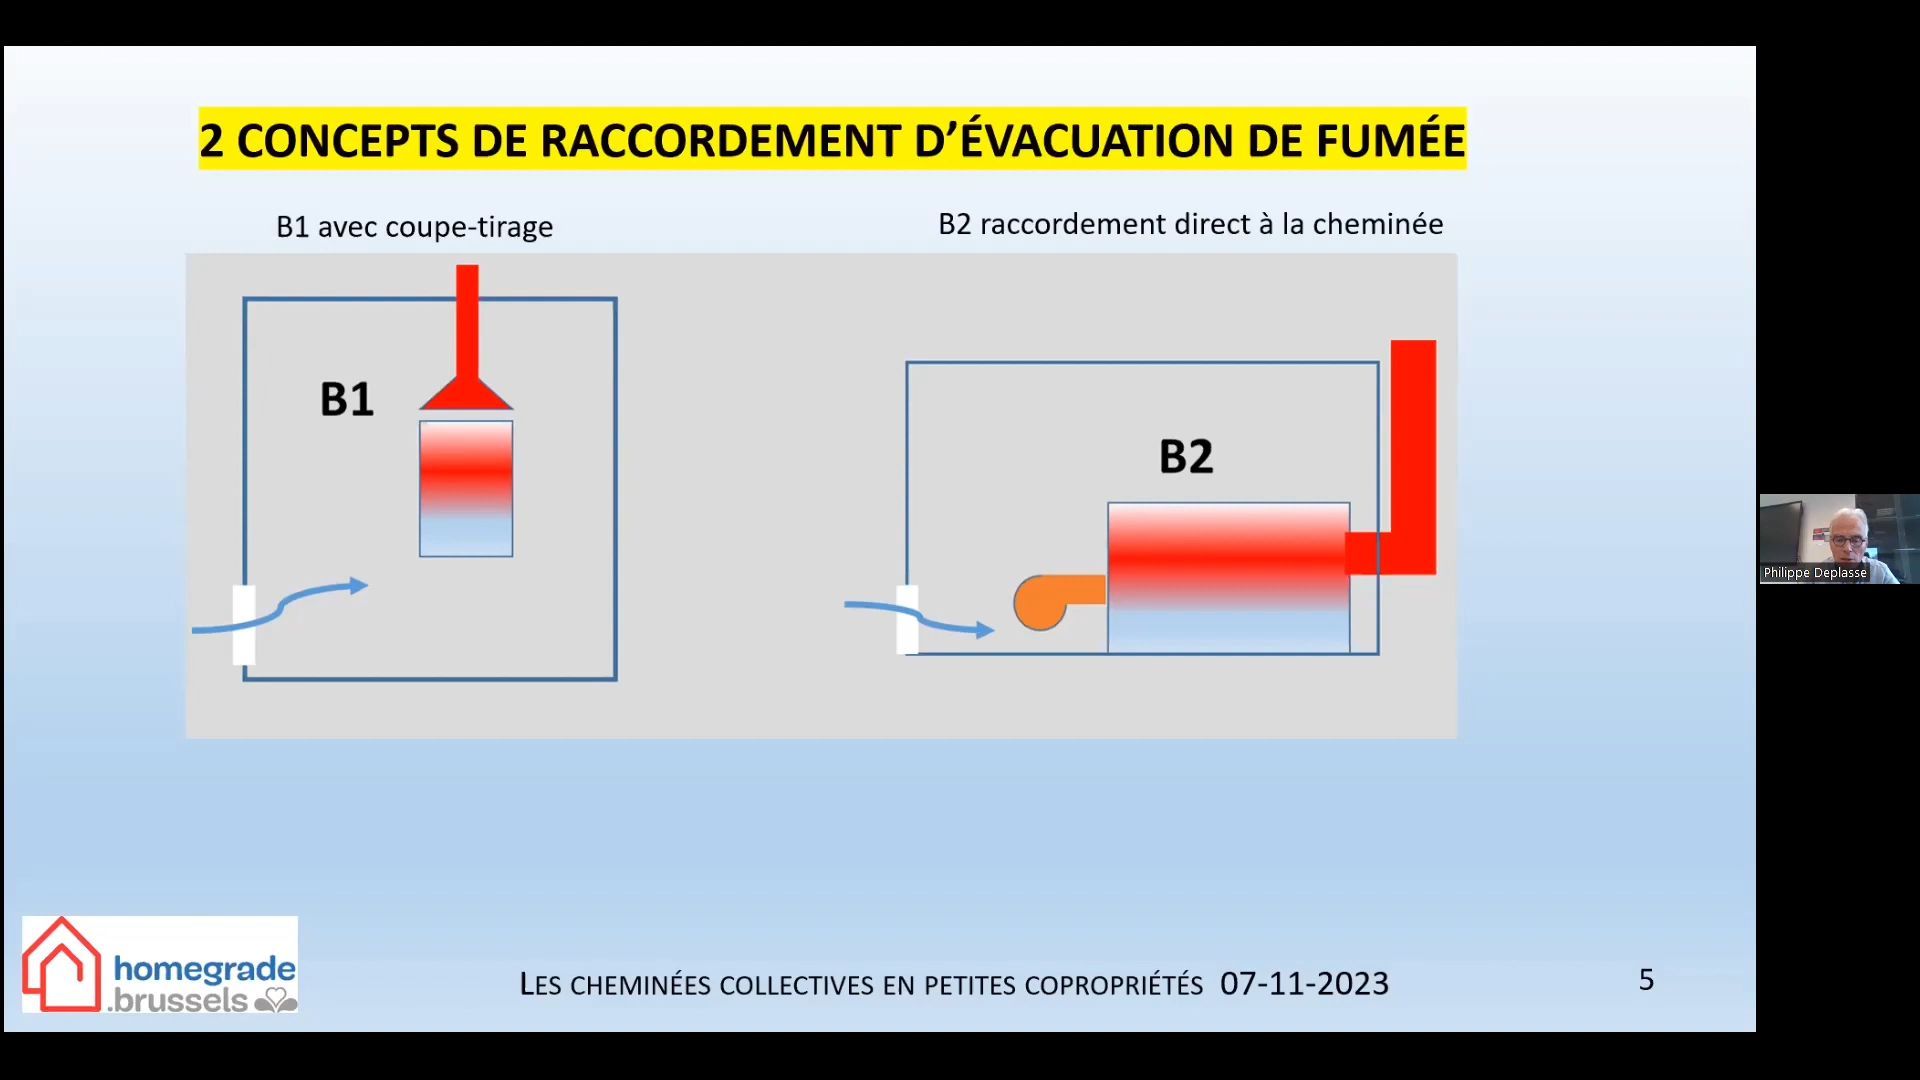 2 CONCEPTS DE RACCORDEMENT D’ÉVACUATION DE FUMÉE
B1 avec coupe-tirage
B2 raccordement direct à la cheminée
B1
B2
Philippe Deplasse
homegrade
.brussels
LES CHEMINÉES COLLECTIVES EN PETITES COPROPRIÉTÉS 07-11-2023
5